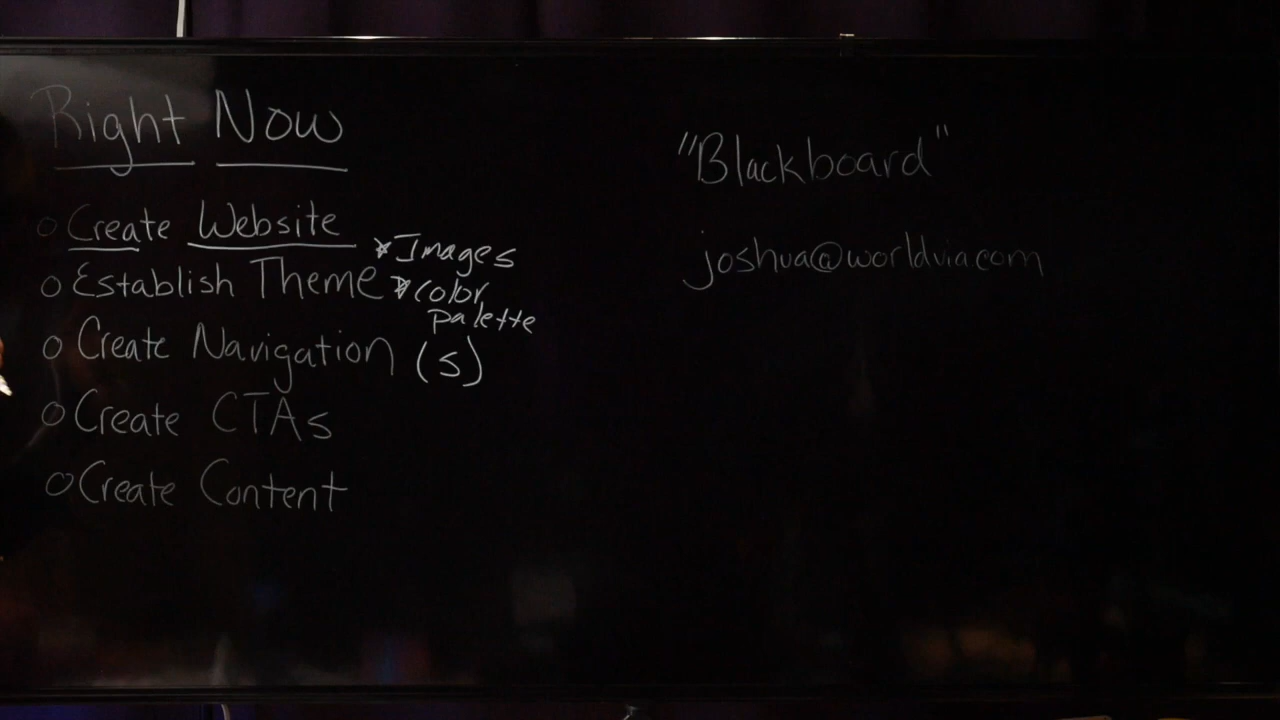 Right Now
Create Website
* Images
Establish Theme * Color
palette
Create Navigation (s)
Create CTAs
Create Content
"Blackboard"
joshua@worldvia.com